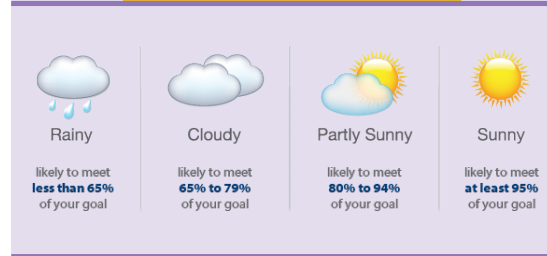 Rainy
likely to meet
less than 65%
of your goal
Cloudy
likely to meet
65% to 79%
of your goal
Partly Sunny
likely to meet
80% to 94%
of your goal
Sunny
likely to meet
at least 95%
of your goal